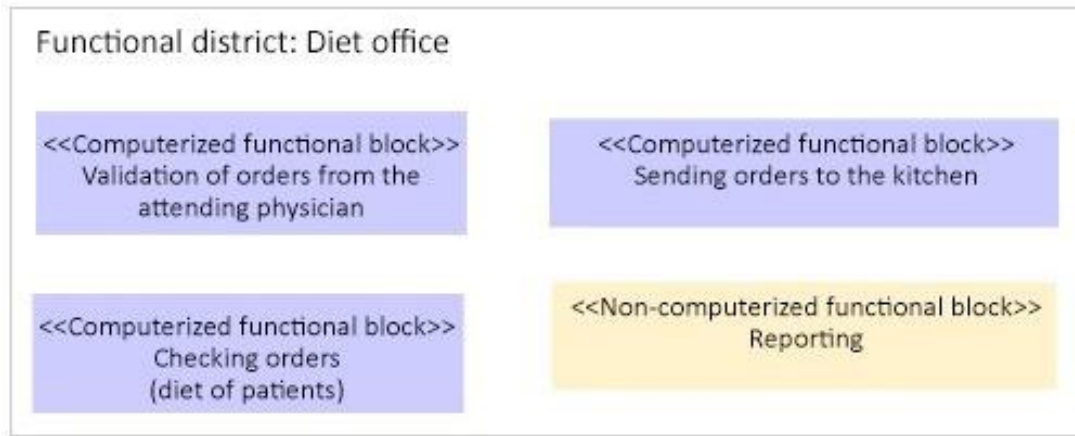 Functional district: Diet office
<<Computerized functional block>>
Validation of orders from the
attending physician
<<Computerized functional block>>
Sending orders to the kitchen
<<Computerized functional block>>
Checking orders
(diet of patients)
<<Non-computerized functional block>>
Reporting